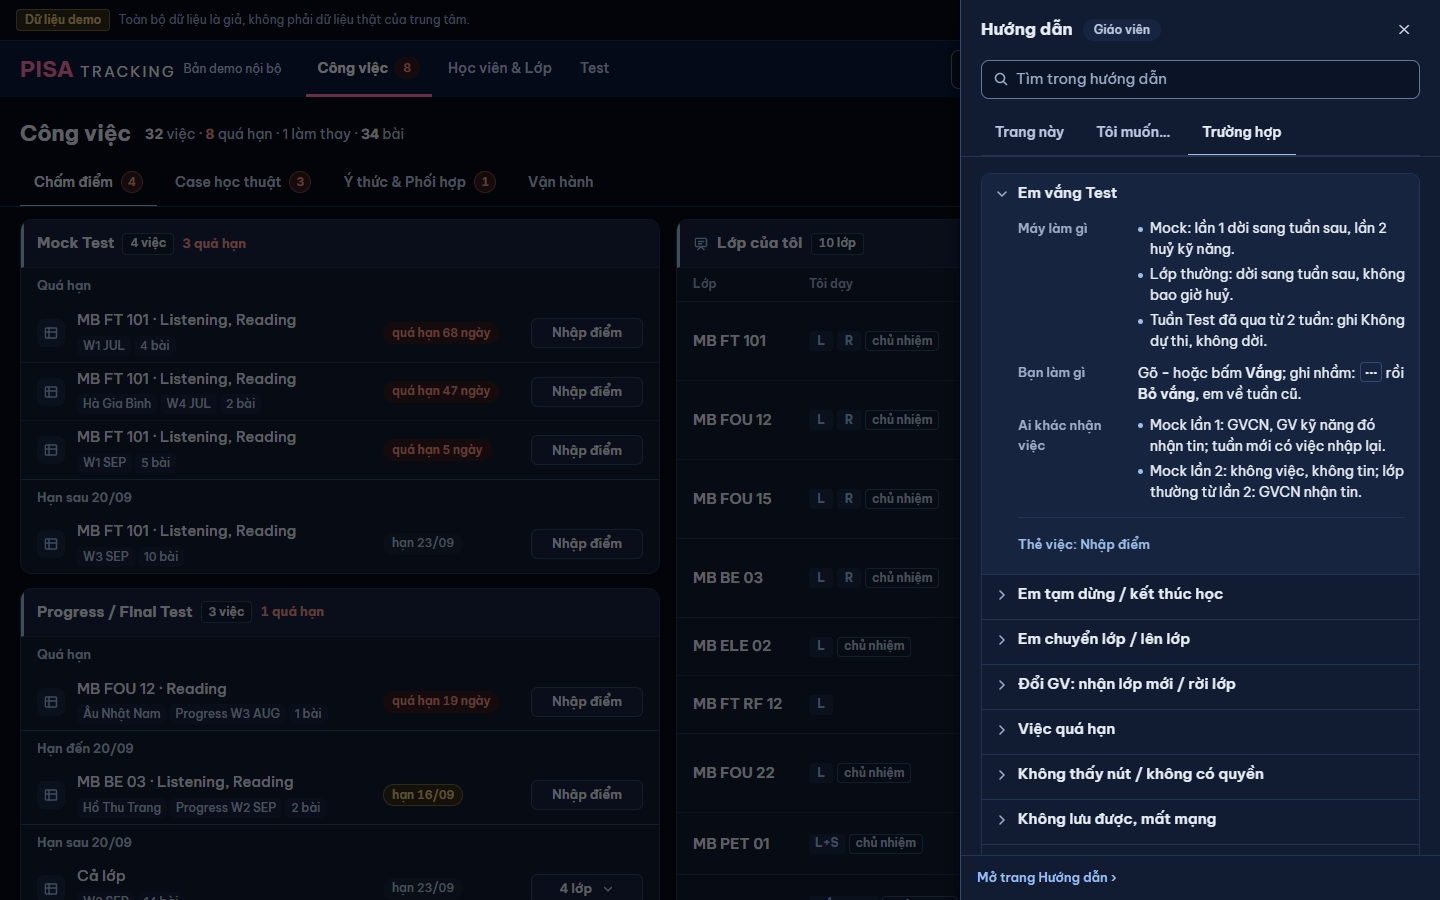 Dữ liệu demo Toàn bộ dữ liệu là giả, không phải dữ liệu thật của trung tâm.
PISA TRACKING Bản demo nội bộ Công việc 8 Học viên & Lớp Test
Công việc 32 việc · 8 quá hạn · 1 làm thay · 34 bài
Chấm điểm 4 Case học thuật 3 Ý thức & Phối hợp 1 Vận hành
Mock Test 4 việc 3 quá hạn
Quá hạn
MB FT 101 · Listening, Reading
W1 JUL 4 bài
quá hạn 68 ngày
Nhập điểm
MB FT 101 · Listening, Reading
Hà Gia Bình W4 JUL 2 bài
quá hạn 47 ngày
Nhập điểm
MB FT 101 · Listening, Reading
W1 SEP 5 bài
quá hạn 5 ngày
Nhập điểm
Hạn sau 20/09
MB FT 101 · Listening, Reading
W3 SEP 10 bài
hạn 23/09
Nhập điểm
Progress / FInal Test 3 việc 1 quá hạn
Quá hạn
MB FOU 12 · Reading
Âu Nhật Nam Progress W3 AUG 1 bài
quá hạn 19 ngày
Nhập điểm
Hạn đến 20/09
MB BE 03 · Listening, Reading
Hồ Thu Trang Progress W2 SEP 2 bài
hạn 16/09
Nhập điểm
Hạn sau 20/09
Cả lớp
hạn 23/09
4 lớp
Lớp của tôi 10 lớp
Lớp Tôi dạy
MB FT 101 L R chủ nhiệm
MB FOU 12 L R chủ nhiệm
MB FOU 15 L R chủ nhiệm
MB BE 03 L R chủ nhiệm
MB ELE 02 L chủ nhiệm
MB FT RF 12 L
MB FOU 22 L chủ nhiệm
MB PET 01 L+S chủ nhiệm
Hướng dẫn Giáo viên
Tìm trong hướng dẫn
Trang này Tôi muốn... Trường hợp
Em vắng Test
Máy làm gì
• Mock: lần 1 dời sang tuần sau, lần 2
huỷ kỹ năng.
• Lớp thường: dời sang tuần sau, không
bao giờ huỷ.
• Tuần Test đã qua từ 2 tuần: ghi Không
dự thi, không dời.
Bạn làm gì
Gõ - hoặc bấm Vắng; ghi nhầm: ··· rồi
Bỏ vắng, em về tuần cũ.
Ai khác nhận
việc
• Mock lần 1: GVCN, GV kỹ năng đó
nhận tin; tuần mới có việc nhập lại.
• Mock lần 2: không việc, không tin; lớp
thường từ lần 2: GVCN nhận tin.
Thẻ việc: Nhập điểm
Em tạm dừng / kết thúc học
Em chuyển lớp / lên lớp
Đổi GV: nhận lớp mới / rời lớp
Việc quá hạn
Không thấy nút / không có quyền
Không lưu được, mất mạng
Mở trang Hướng dẫn ›